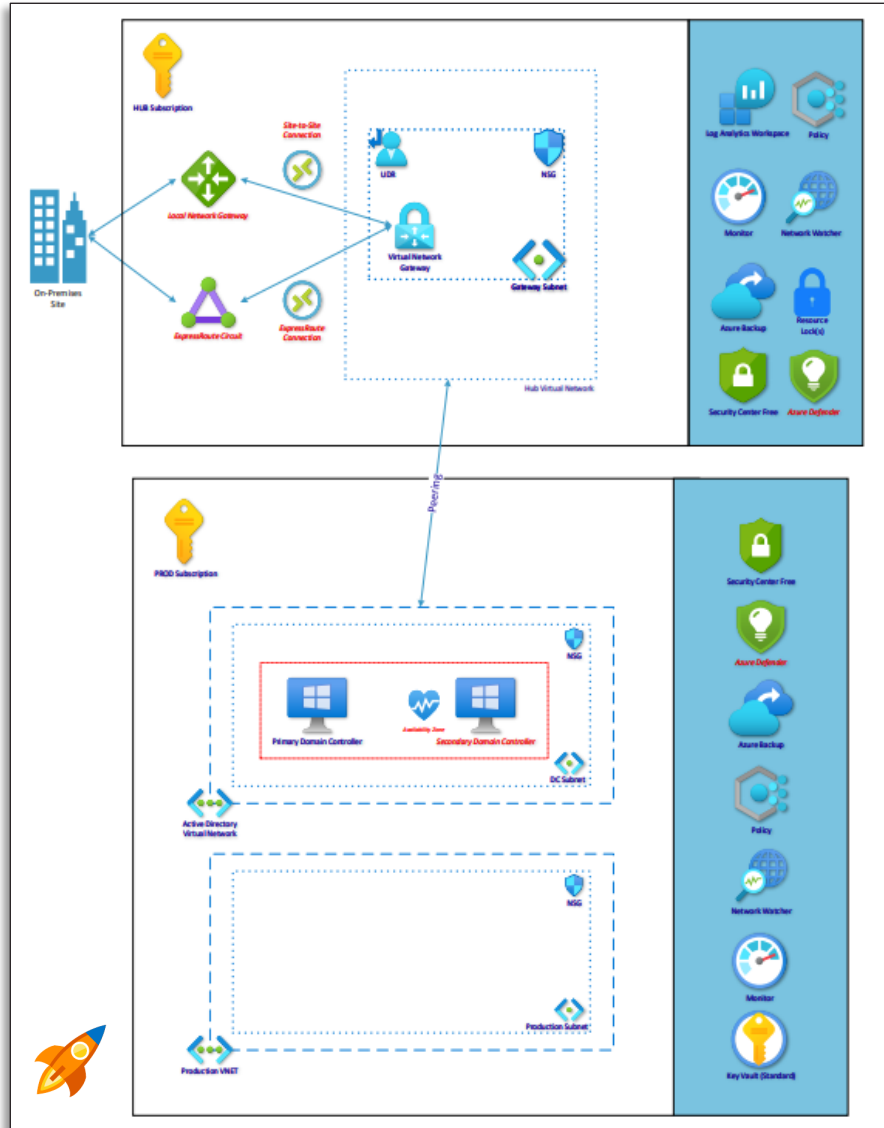 HUB Subscription
Site-to-Site
Connection
UDR
NSG
Local Network Gateway
Virtual Network
Gateway
Gateway Subnet
On-Premises
Site
ExpressRoute Circuit
ExpressRoute
Connection
Hub Virtual Network
Log Analytics Workspace
Policy
Monitor
Network Watcher
Azure Backup
Resource
Lock(s)
Security Center Free
Azure Defender
Peering
PROD Subscription
NSG
Primary Domain Controller
Availability Zone
Secondary Domain Controller
DC Subnet
Active Directory
Virtual Network
NSG
Production Subnet
Production VNET
Security Center Free
Azure Defender
Azure Backup
Policy
Network Watcher
Monitor
Key Vault (Standard)